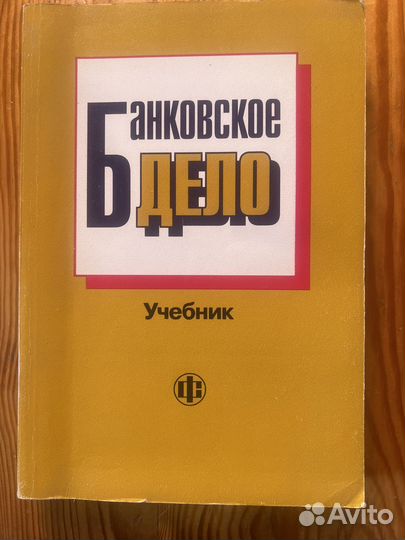 Банковское
дело
Учебник
фс
Avito